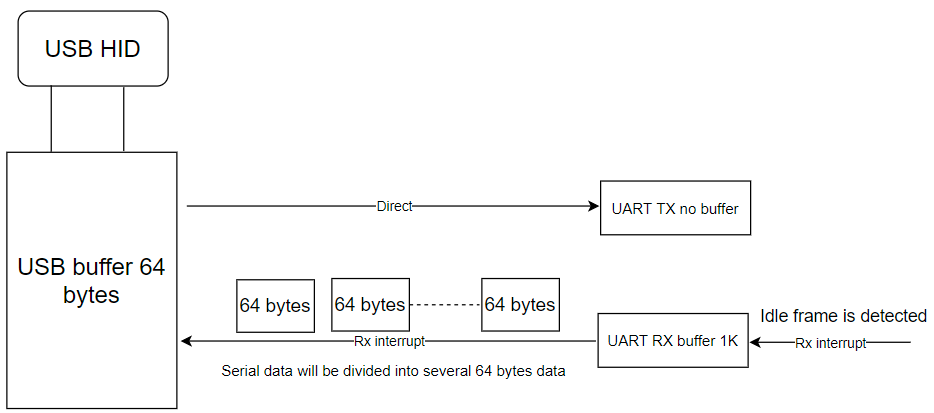 USB HID
Direct
UART TX no buffer
USB buffer 64
bytes
64 bytes
64 bytes
64 bytes
Idle frame is detected
Rx interrupt
UART RX buffer 1K
Rx interrupt
Serial data will be divided into several 64 bytes data